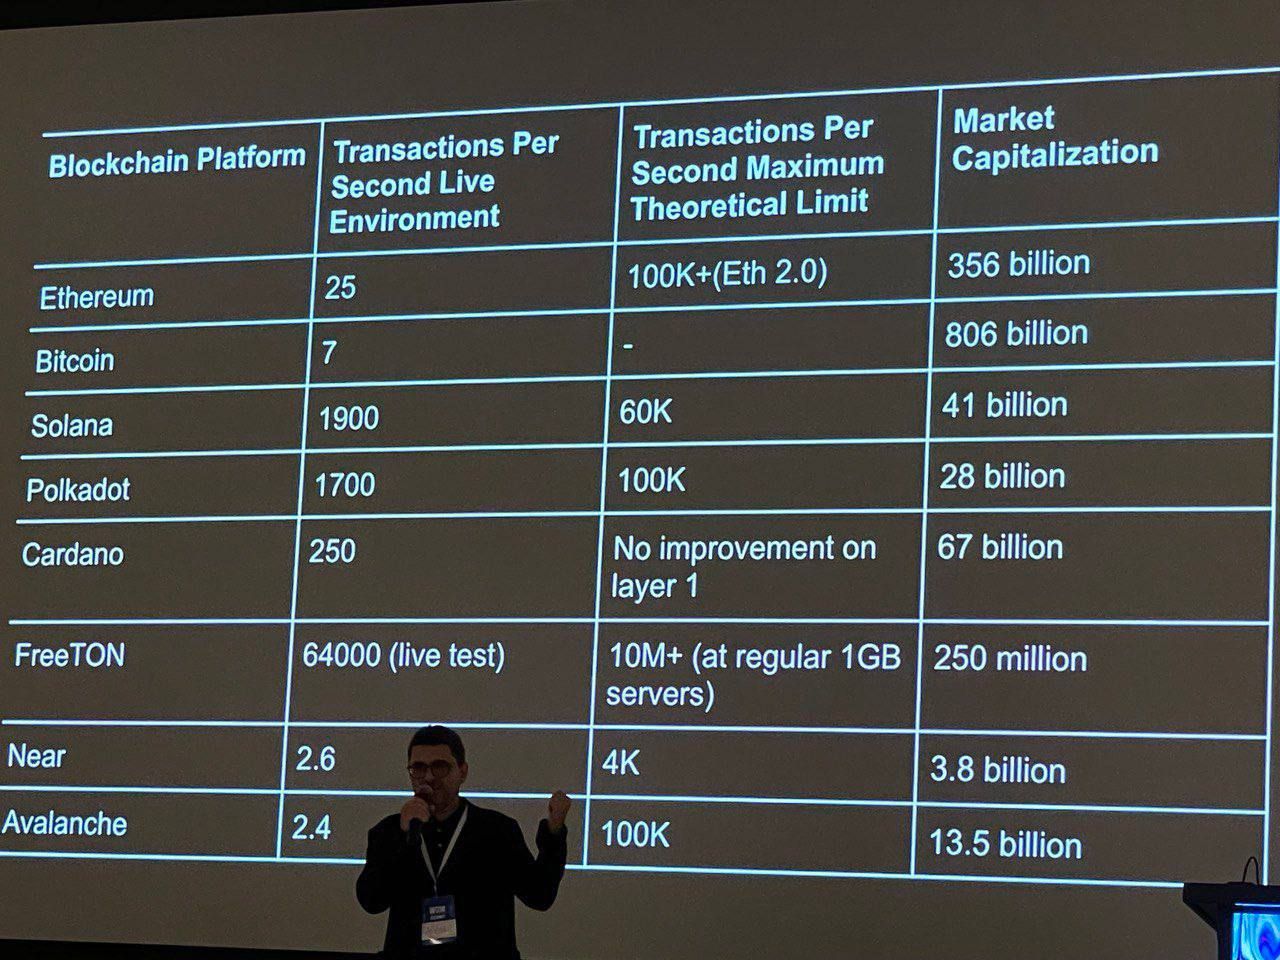 Blockchain Platform
Transactions Per
Second Live
Environment
Transactions Per
Second Maximum
Theoretical Limit
Market
Capitalization
Ethereum
25
100K+(Eth 2.0)
356 billion
Bitcoin
7
-
806 billion
Solana
1900
60K
41 billion
Polkadot
1700
100K
28 billion
Cardano
250
No improvement on
layer 1
67 billion
FreeTON
64000 (live test)
10M+ (at regular 1GB
servers)
250 million
Near
2.6
4K
3.8 billion
Avalanche
2.4
100K
13.5 billion